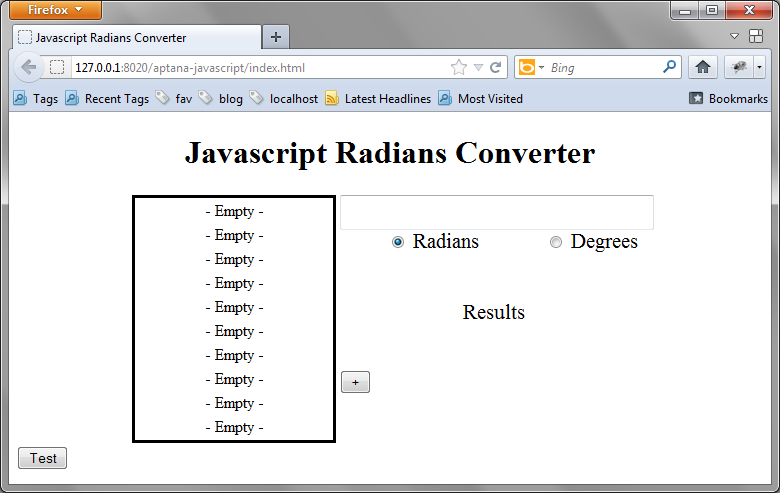 Firefox
Javascript Radians Converter
127.0.0.1:8020/aptana-javascript/index.html
Bing
Tags Recent Tags fav blog localhost Latest Headlines Most Visited Bookmarks
Javascript Radians Converter
- Empty -
- Empty -
- Empty -
- Empty -
- Empty -
- Empty -
- Empty -
- Empty -
- Empty -
- Empty -
Radians Degrees
Results
+
Test